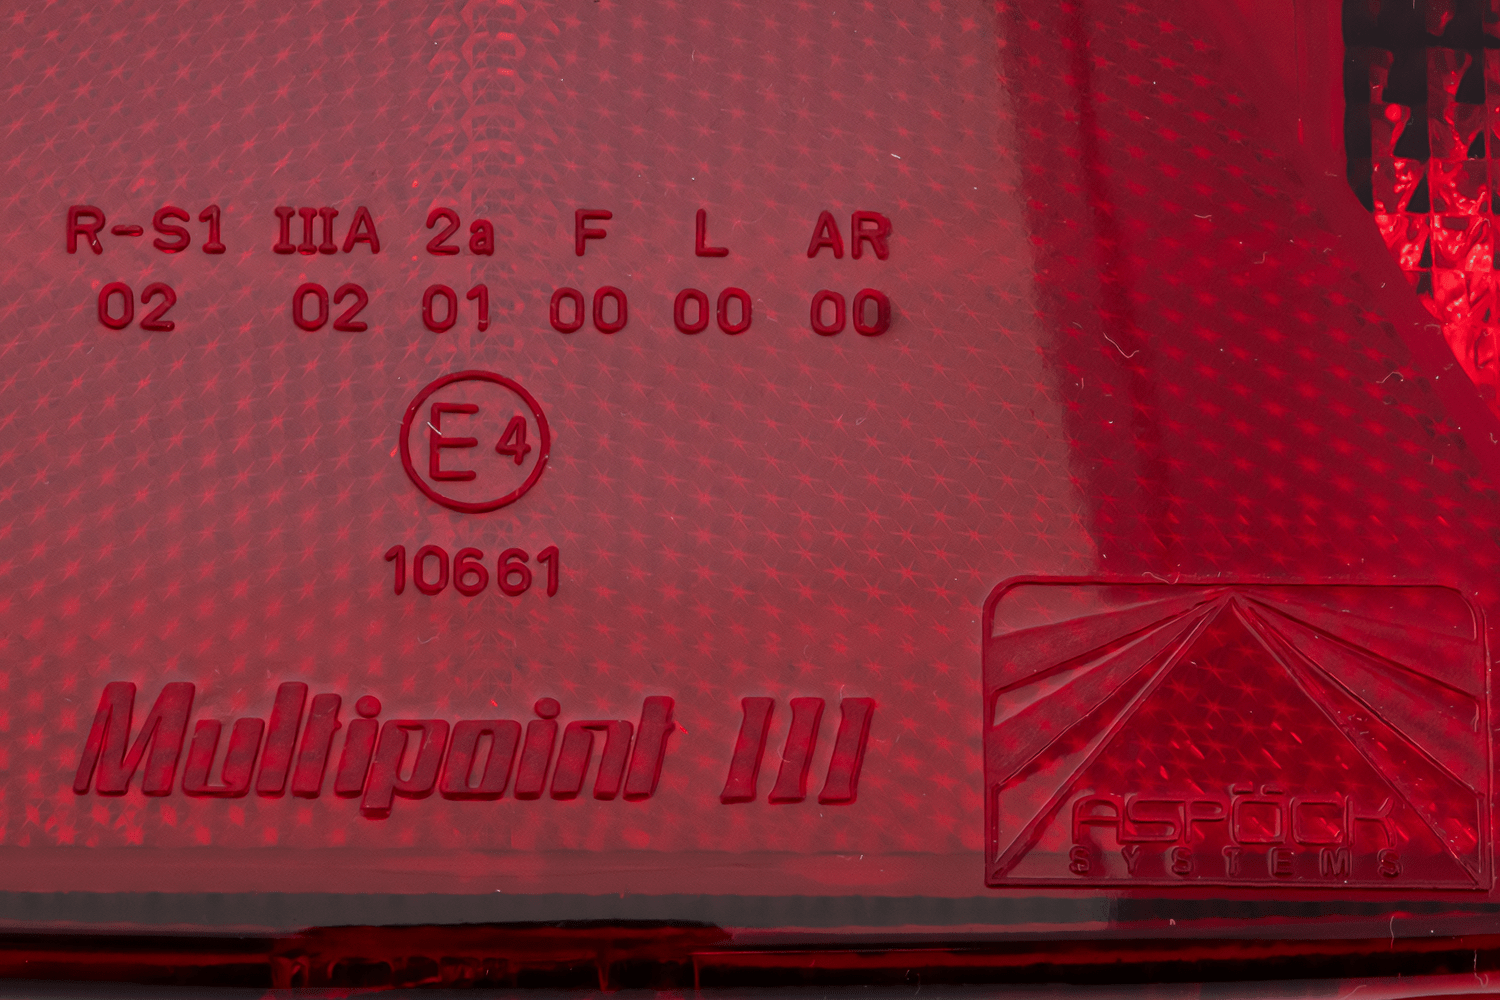 R-S1 IIIA 2a F L AR
02 02 01 00 00 00
E4
10661
Multipoint III
ASPÖCK
SYSTEMS